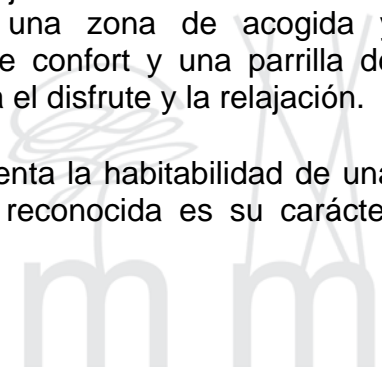 una zona de acogida
e confort y una parrilla de
el disfrute y la relajación.
enta la habitabilidad de una
reconocida es su carácte
m m